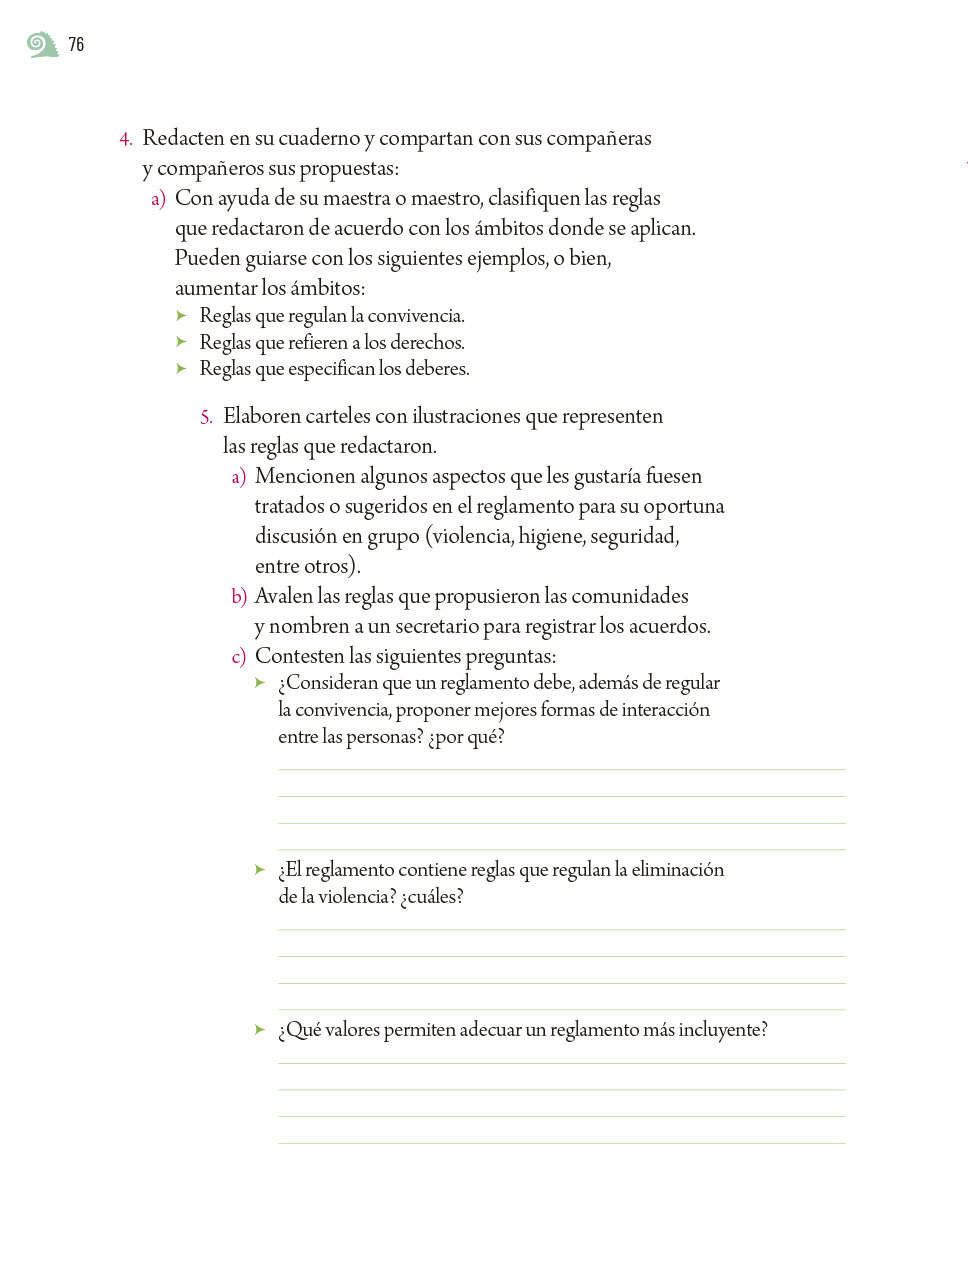 76
4. Redacten en su cuaderno y compartan con sus compañeras
y compañeros sus propuestas:
a) Con ayuda de su maestra o maestro, clasifiquen las reglas
que redactaron de acuerdo con los ámbitos donde se aplican.
Pueden guiarse con los siguientes ejemplos, o bien,
aumentar los ámbitos:
➤ Reglas que regulan la convivencia.
➤ Reglas que refieren a los derechos.
➤ Reglas que especifican los deberes.
5. Elaboren carteles con ilustraciones que representen
las reglas que redactaron.
a) Mencionen algunos aspectos que les gustaría fuesen
tratados o sugeridos en el reglamento para su oportuna
discusión en grupo (violencia, higiene, seguridad,
entre otros).
b) Avalen las reglas que propusieron las comunidades
y nombren a un secretario para registrar los acuerdos.
c) Contesten las siguientes preguntas:
➤ ¿Consideran que un reglamento debe, además de regular
la convivencia, proponer mejores formas de interacción
entre las personas? ¿por qué?
➤ ¿El reglamento contiene reglas que regulan la eliminación
de la violencia? ¿cuáles?
➤ ¿Qué valores permiten adecuar un reglamento más incluyente?